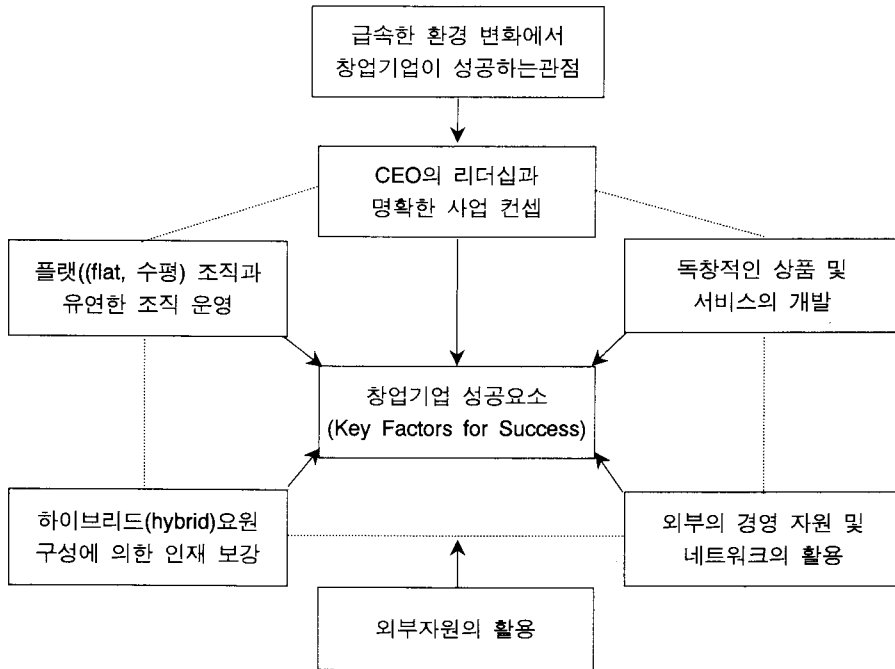 급속한 환경 변화에서
창업기업이 성공하는관점
CEO의 리더십과
명확한 사업 컨셉
플랫((flat, 수평) 조직과
유연한 조직 운영
독창적인 상품 및
서비스의 개발
창업기업 성공요소
(Key Factors for Success)
하이브리드(hybrid)요원
구성에 의한 인재 보강
외부의 경영 자원 및
네트워크의 활용
외부자원의 활용